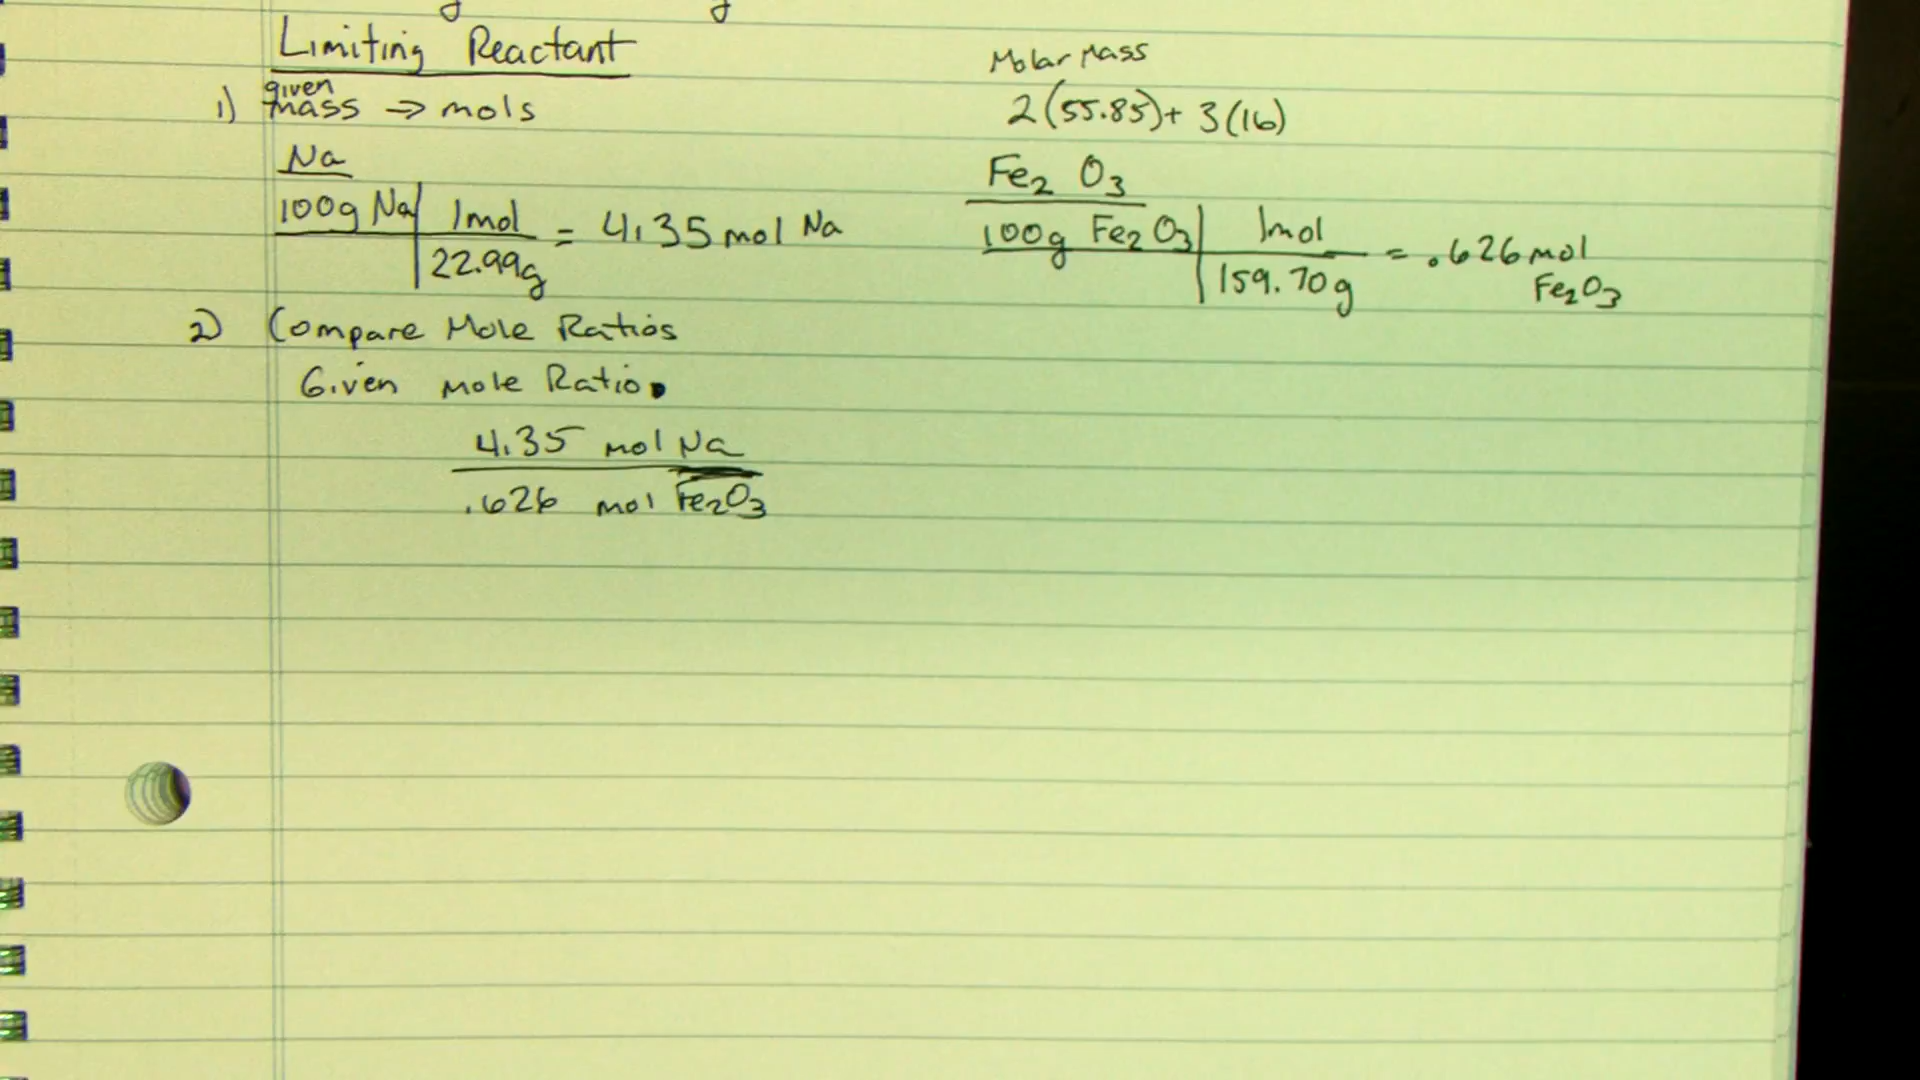 Limiting Reactant
given
1) mass → mols
Na
100g Na | 1mol = 4.35 mol Na
22.99g
Molar Mass
2(55.85)+ 3(16)
Fe2 O3
100g Fe2O3 | 1mol = .626 mol
159.70g Fe2O3
2) Compare Mole Ratios
Given Mole Ratio
4.35 mol Na
.626 mol Fe2O3